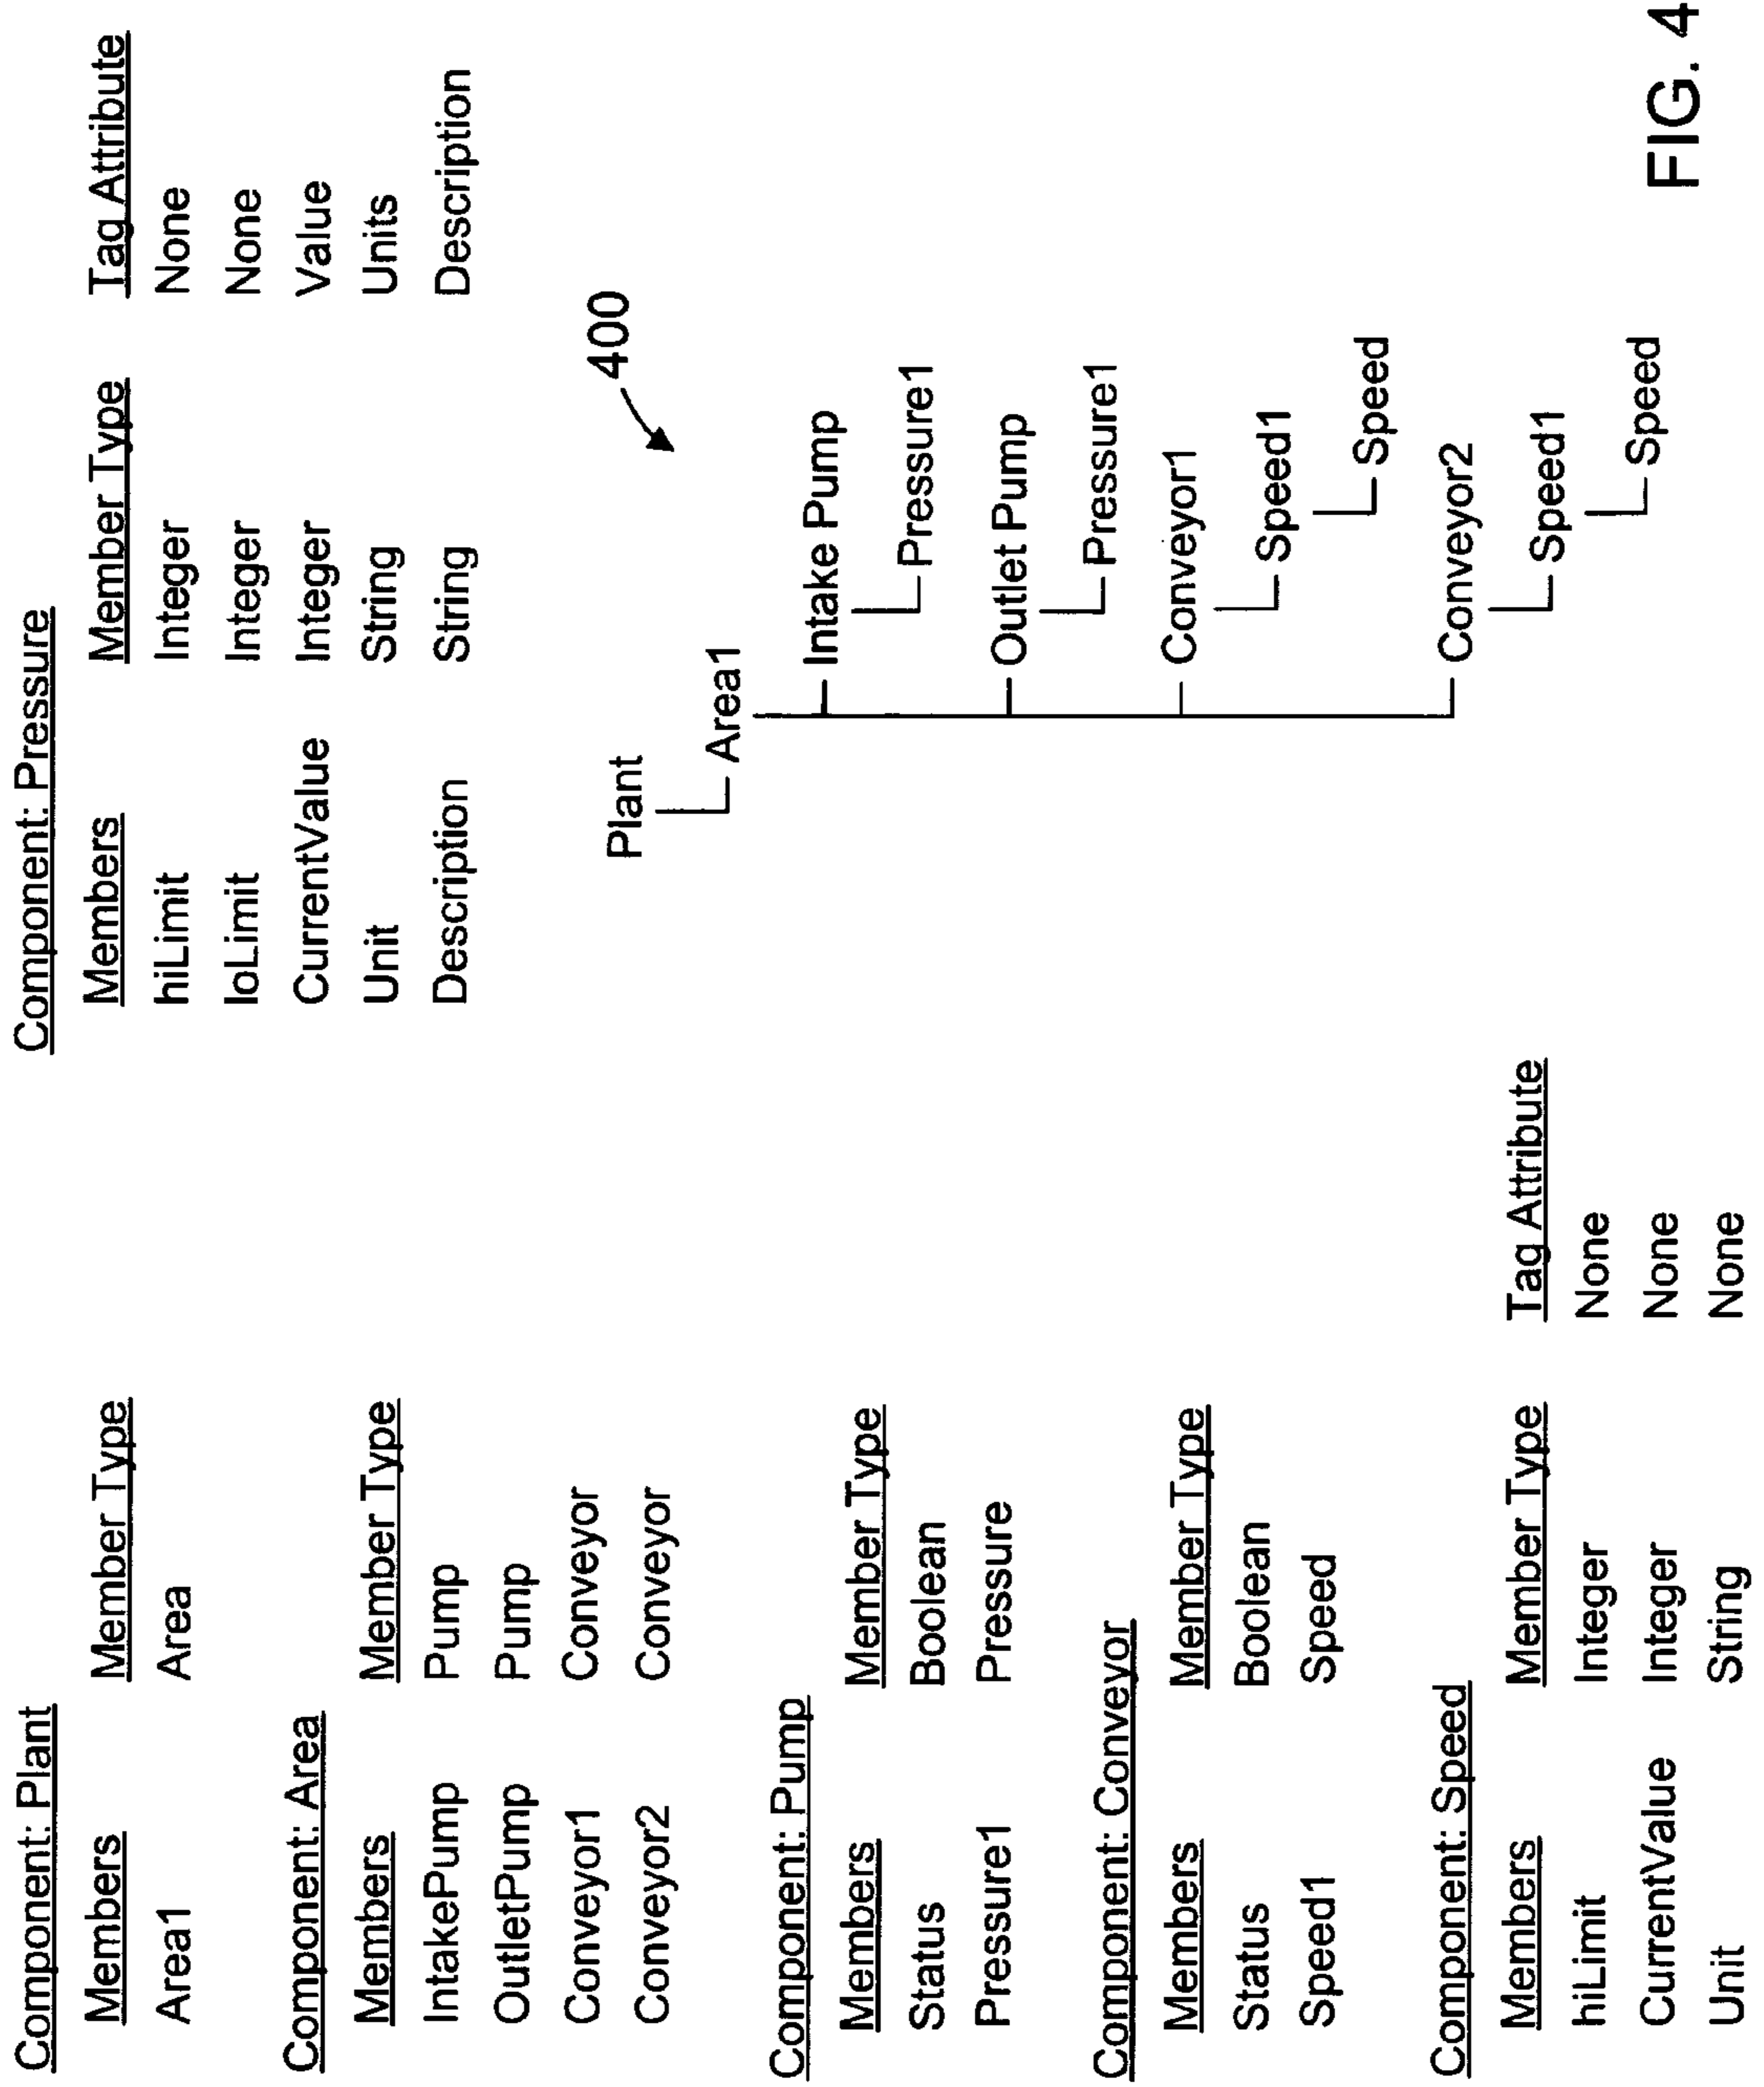 Component: Plant
Members Member Type
Area1 Area
Component: Area
Members Member Type
IntakePump Pump
OutletPump Pump
Conveyor1 Conveyor
Conveyor2 Conveyor
Component: Pump
Members Member Type
Status Boolean
Pressure1 Pressure
Component: Conveyor
Members Member Type
Status Boolean
Speed1 Speed
Component: Speed
Members Member Type Tag Attribute
hiLimit Integer None
CurrentValue Integer None
Unit String None
Component: Pressure
Members Member Type Tag Attribute
hiLimit Integer None
loLimit Integer None
CurrentValue Integer Value
Unit String Units
Description String Description
400
Plant
Area1
Intake Pump
Pressure1
Outlet Pump
Pressure1
Conveyor1
Speed1
Speed
Conveyor2
Speed1
Speed
FIG. 4